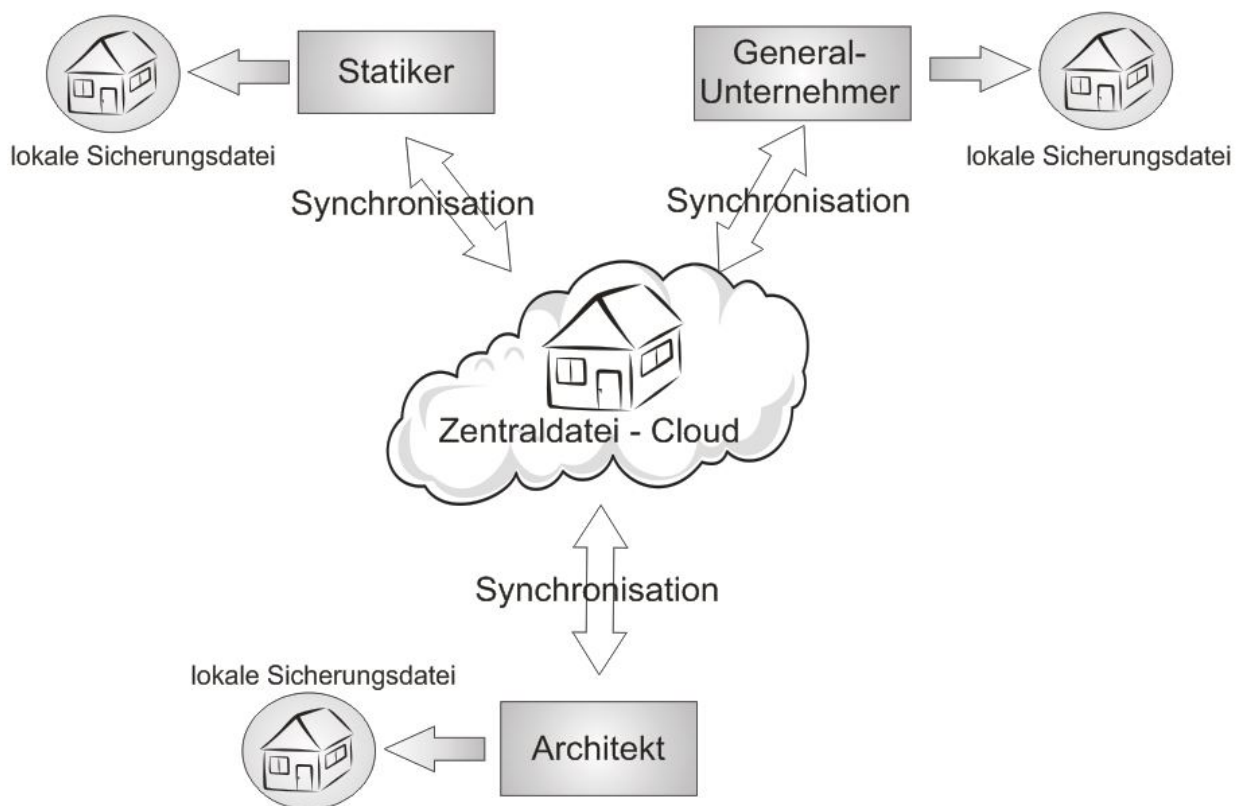 Statiker
General-
Unternehmer
lokale Sicherungsdatei
lokale Sicherungsdatei
Synchronisation
Synchronisation
Zentraldatei - Cloud
Synchronisation
lokale Sicherungsdatei
Architekt